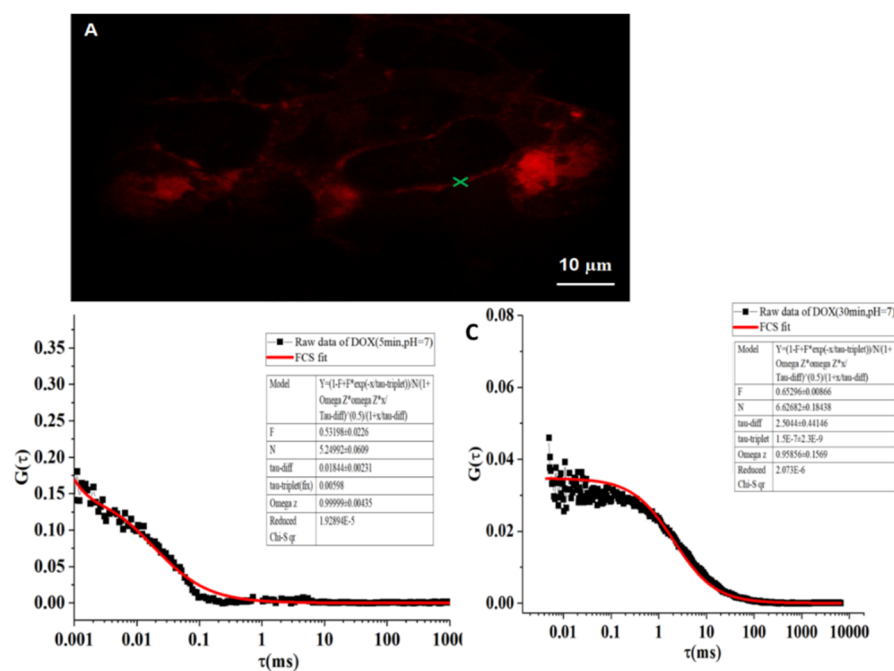 A
10 μm
0.35
0.30
0.25
0.20
0.15
0.10
0.05
0.00
G(τ)
0.001 0.01 0.1 1 10 100 1000
τ(ms)
Raw data of DOX(5min,pH=7)
FCS fit
Model Y=(1-F+F*exp(-x/tau-triplet))/N/(1+
Omega Z*omega Z*x/
Tau-diff)^(0.5)/(1+x/tau-diff)
F 0.53198±0.0226
N 5.24992±0.0609
tau-diff 0.01844±0.00231
tau-triplet(fix) 0.00598
Omega z 0.99999±0.00435
Reduced 1.92894E-5
Chi-S qr
C
0.08
0.06
0.04
0.02
0.00
G(τ)
0.01 0.1 1 10 100 1000 10000
τ(ms)
Raw data of DOX(30min,pH=7)
FCS fit
Model Y=(1-F+F*exp(-x/tau-triplet))/N/(1+
Omega Z*omega Z*x/
Tau-diff)^(0.5)/(1+x/tau-diff)
F 0.65296±0.00866
N 6.62682±0.18438
tau-diff 2.5044±0.44146
tau-triplet 1.5E-7±2.3E-9
Omega z 0.95856±0.1569
Reduced 2.073E-6
Chi-S qr